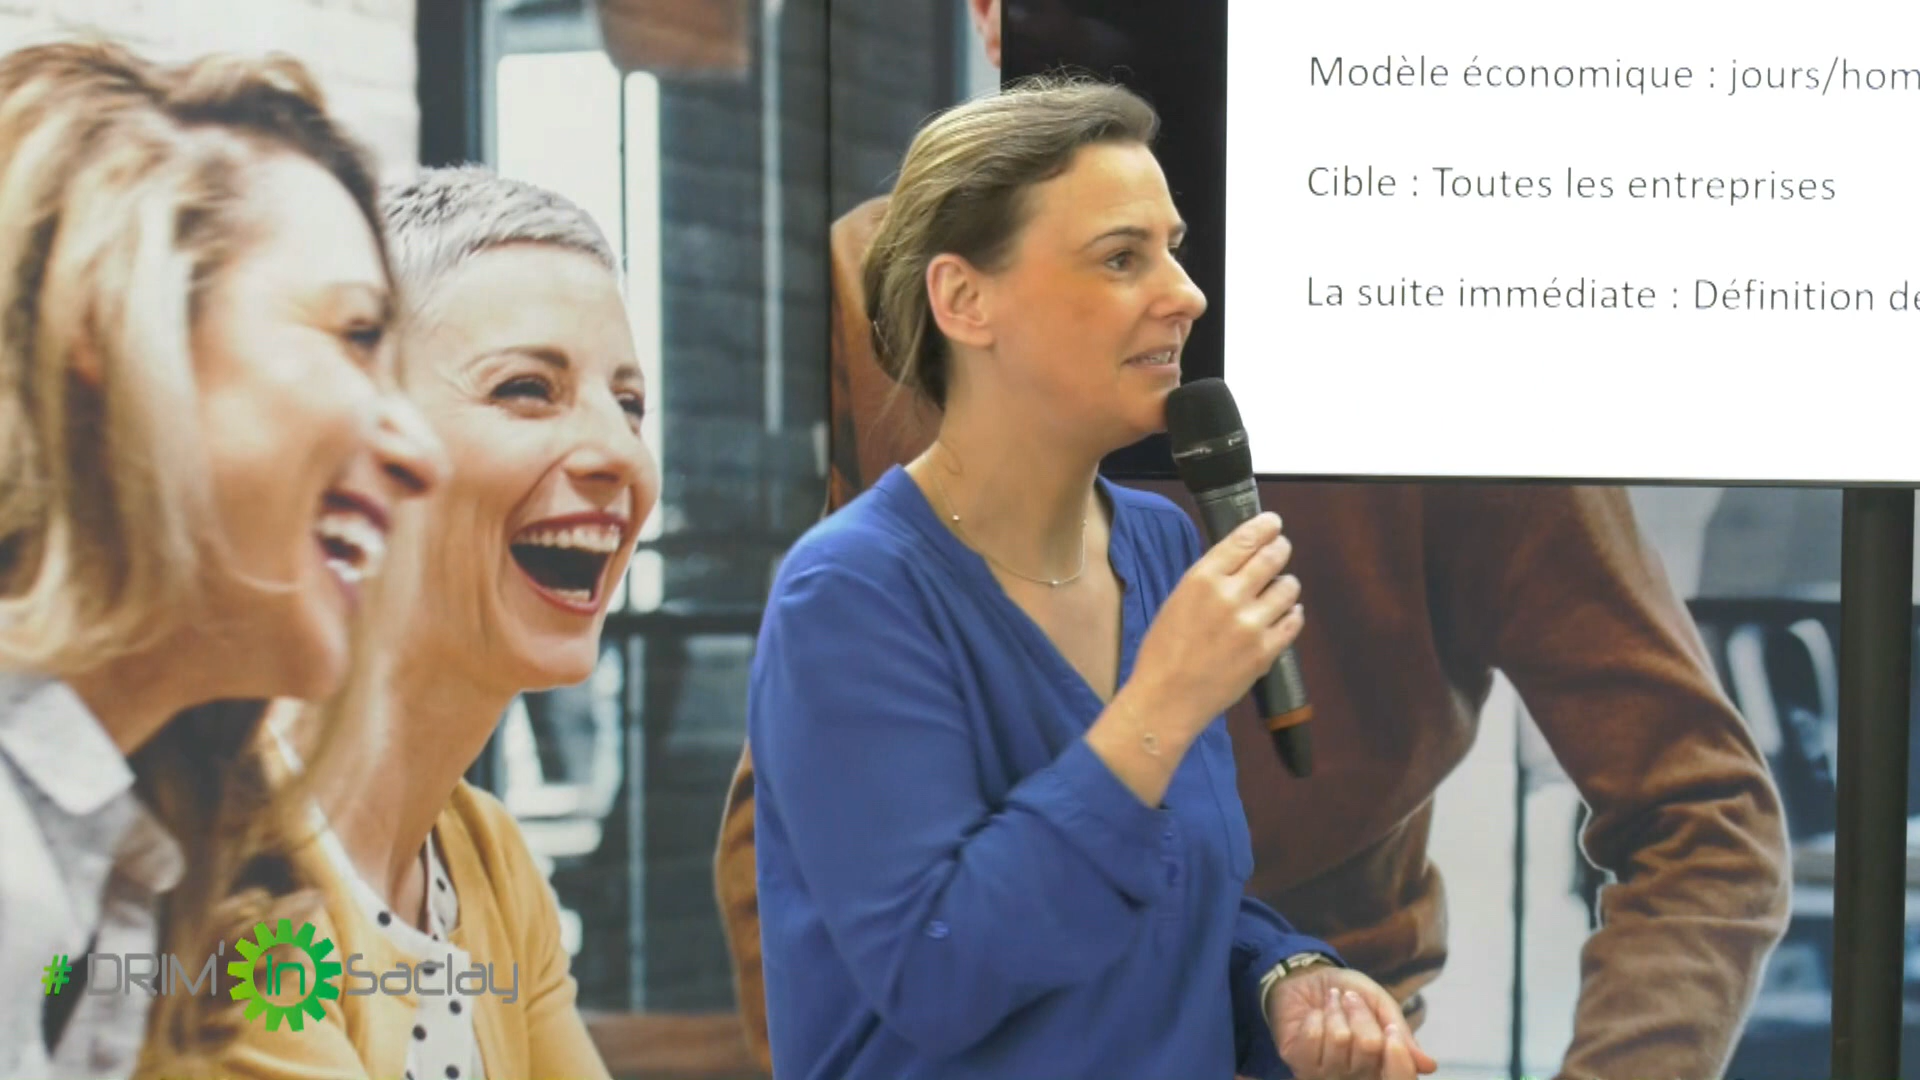 Modèle économique : jours/hom
Cible : Toutes les entreprises
La suite immédiate : Définition de
# DRIM'in Saclay